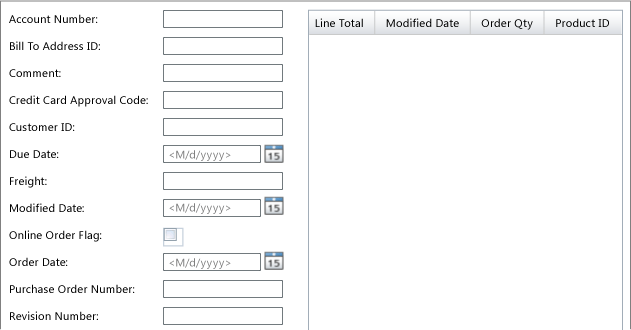 Account Number:
Bill To Address ID:
Comment:
Credit Card Approval Code:
Customer ID:
Due Date: <M/d/yyyy> 15
Freight:
Modified Date: <M/d/yyyy> 15
Online Order Flag:
Order Date: <M/d/yyyy> 15
Purchase Order Number:
Revision Number:
Line Total Modified Date Order Qty Product ID